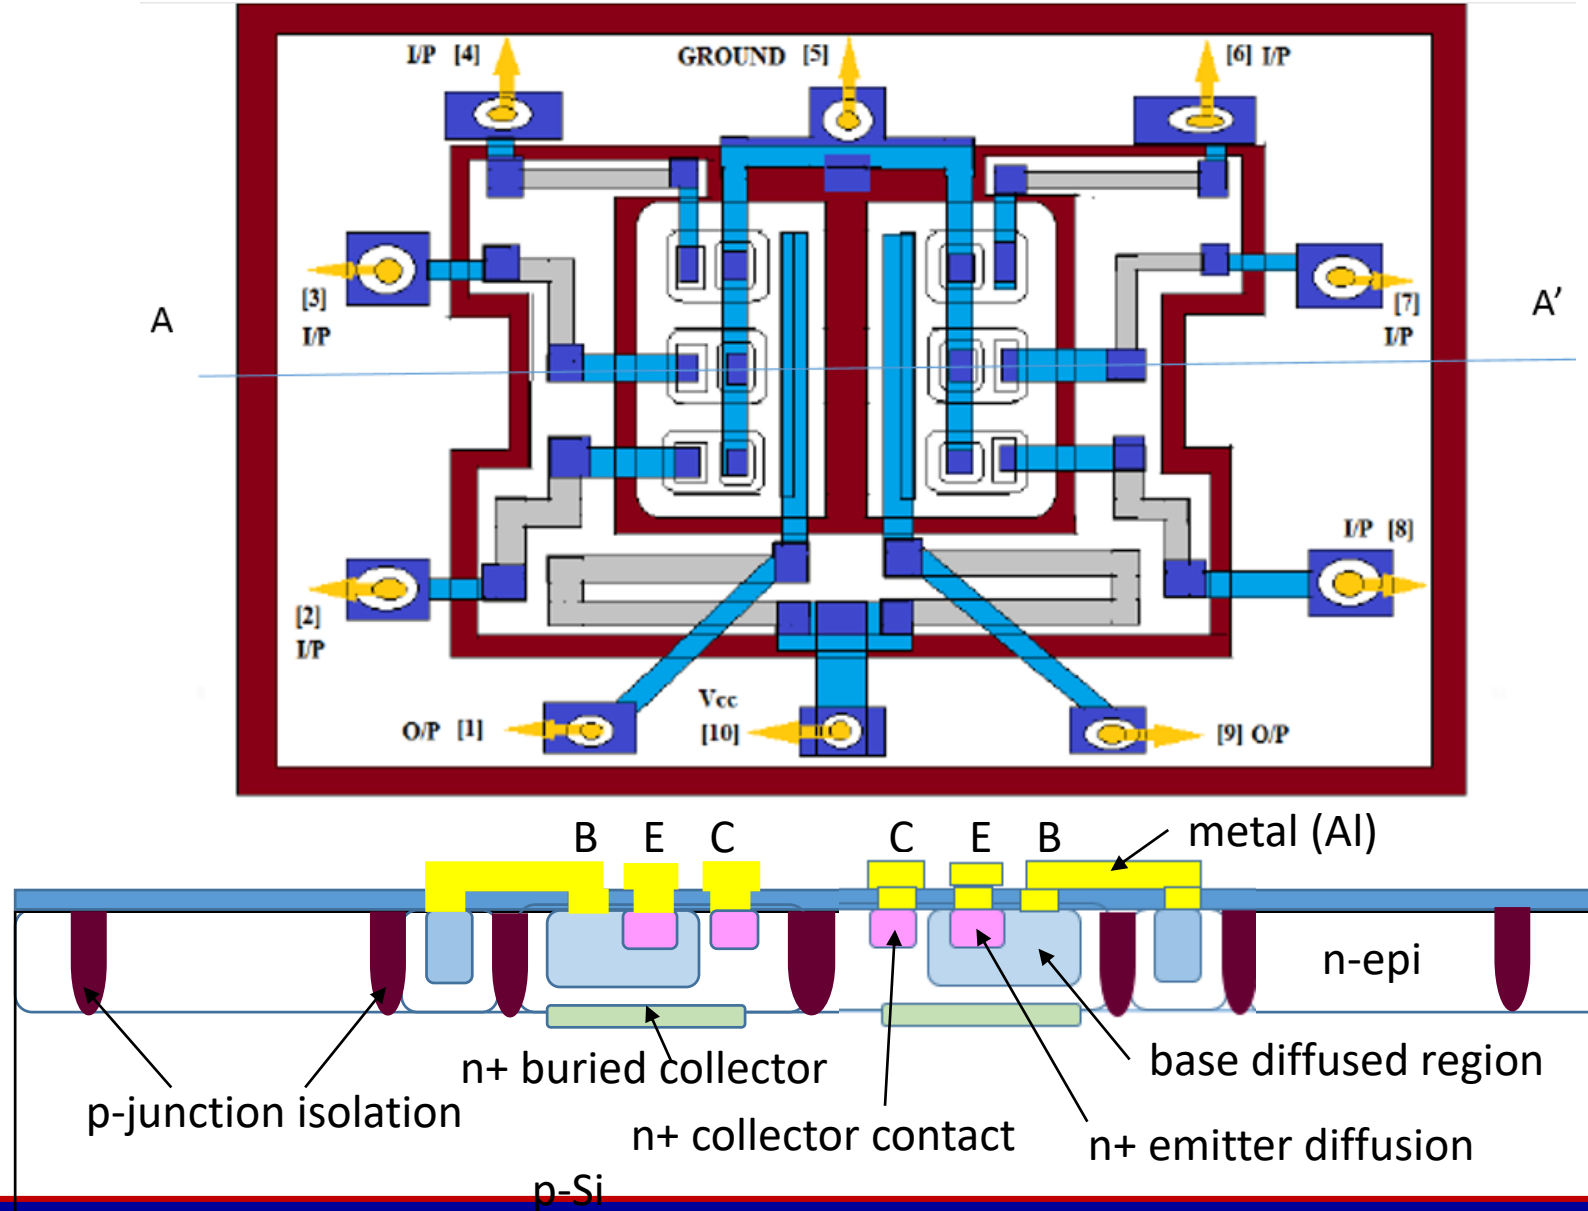 I/P [4]
GROUND [5]
[6] I/P
[3]
I/P
A
[7]
I/P
A’
I/P [8]
[2]
I/P
Vcc
[10]
O/P [1]
[9] O/P
B E C
C E B
metal (Al)
n-epi
n+ buried collector
base diffused region
p-junction isolation
n+ collector contact
n+ emitter diffusion
p-Si